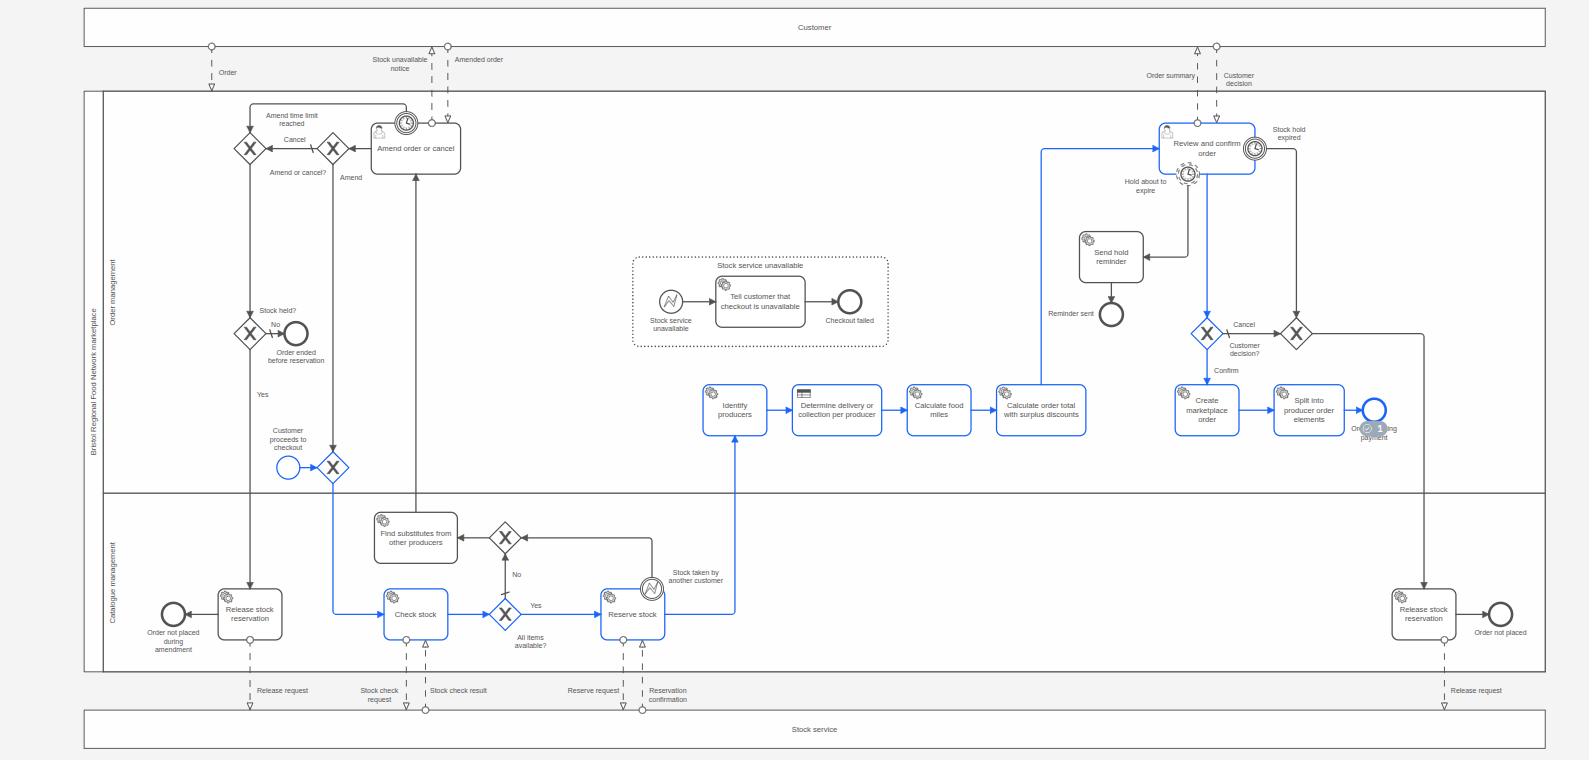 Customer
Order
Stock unavailable
notice
Amended order
Order summary
Customer
decision
Bristol Regional Food Network marketplace
Order management
Amend time limit
reached
Cancel
Amend or cancel?
Amend
Amend order or cancel
Review and confirm
order
Stock hold
expired
Hold about to
expire
Send hold
reminder
Reminder sent
Stock service unavailable
Stock service
unavailable
Tell customer that
checkout is unavailable
Checkout failed
Stock held?
No
Order ended
before reservation
Yes
Cancel
Customer
decision?
Confirm
Customer
proceeds to
checkout
Identify
producers
Determine delivery or
collection per producer
Calculate food
miles
Calculate order total
with surplus discounts
Create
marketplace
order
Split into
producer order
elements
payment
1
Catalogue management
Find substitutes from
other producers
No
Stock taken by
another customer
Release stock
reservation
Order not placed
during
amendment
Check stock
Yes
All items
available?
Reserve stock
Release stock
reservation
Order not placed
Release request
Stock check
request
Stock check result
Reserve request
Reservation
confirmation
Release request
Stock service